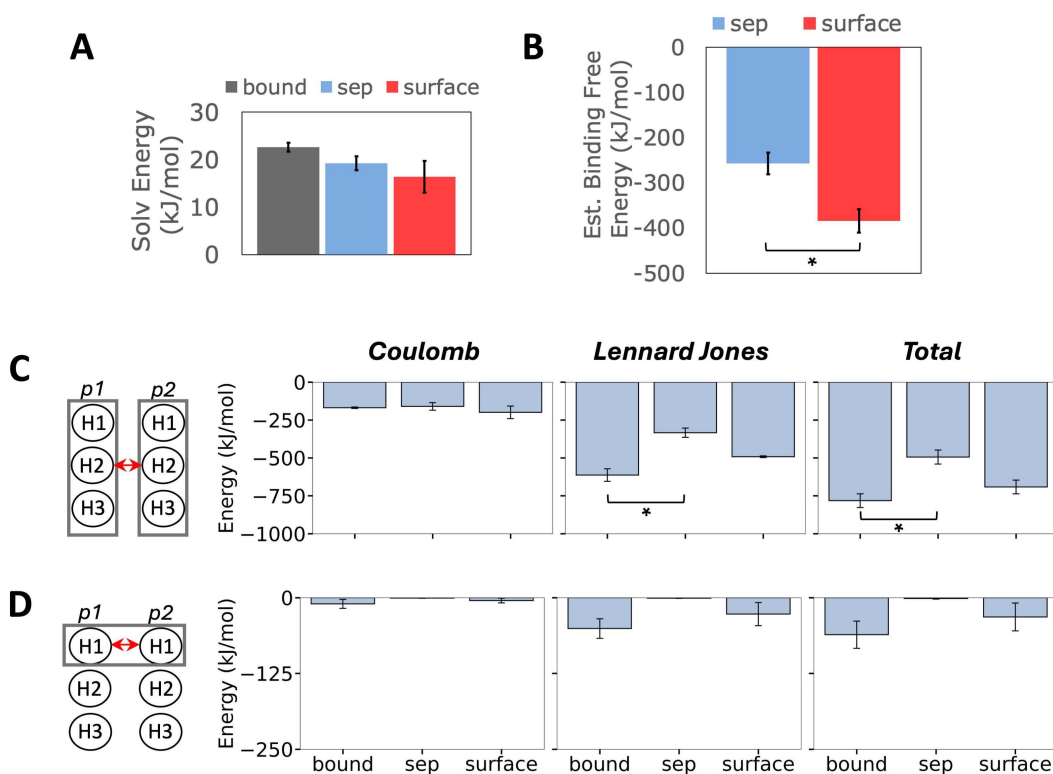 A
bound sep surface
Solv Energy
(kJ/mol)
30
20
10
0
B
sep surface
Est. Binding Free
Energy (kJ/mol)
0
-100
-200
-300
-400
-500
*
C
p1 p2
H1 H1
H2 H2
H3 H3
Coulomb Lennard Jones Total
Energy (kJ/mol)
0
−250
−500
−750
−1000
*
*
D
p1 p2
H1 H1
H2 H2
H3 H3
Energy (kJ/mol)
0
−125
−250
bound sep surface bound sep surface bound sep surface